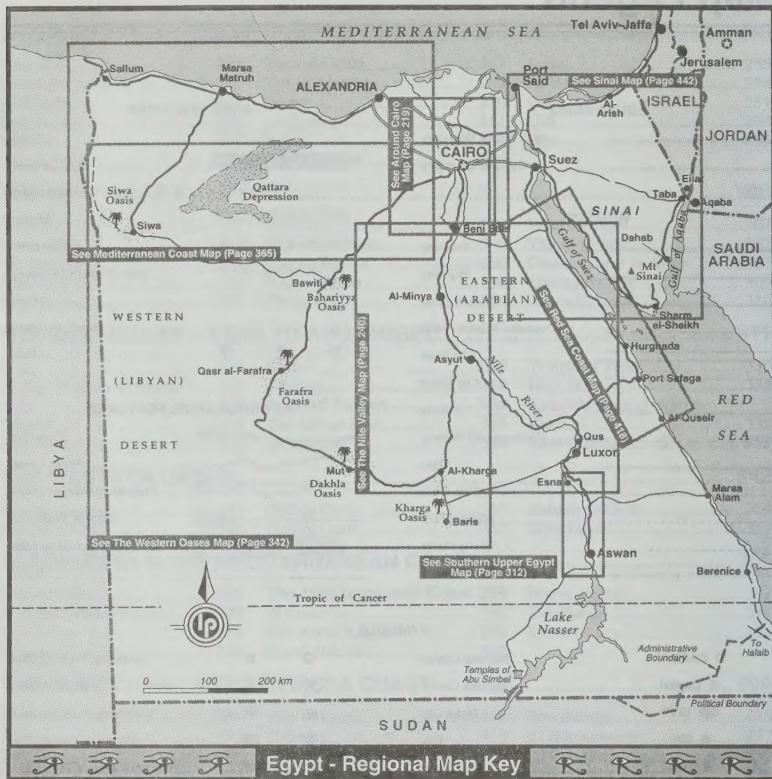 MEDITERRANEAN SEA
Tel Aviv-Jaffa
Amman
Jerusalem
Sallum
Marsa
Matruh
ALEXANDRIA
Port
Said
See Sinai Map (Page 442)
Al-
Arish
ISRAEL
JORDAN
See Around Cairo
Map (Page 219)
CAIRO
Suez
Siwa
Oasis
Qattara
Depression
Siwa
Eilat
Taba
Aqaba
SINAI
Beni Suef
Gulf of Suez
Dahab
Gulf of Aqaba
SAUDI
ARABIA
Mt
Sinai
See Mediterranean Coast Map (Page 365)
Bawiti
Bahariyya
Oasis
Al-Minya
EASTERN
(ARABIAN)
DESERT
Sharm
el-Sheikh
WESTERN
(LIBYAN)
DESERT
See The Nile Valley Map (Page 240)
See Red Sea Coast Map (Page 418)
Hurghada
Qasr al-Farafra
Farafra
Oasis
Asyut
Nile
River
Port Safaga
RED
SEA
Al-Quseir
Qus
Luxor
LIBYA
Mut
Dakhla
Oasis
Al-Kharga
Esna
Marsa
Alam
Kharga
Oasis
Baris
See The Western Oases Map (Page 342)
Aswan
See Southern Upper Egypt
Map (Page 312)
Berenice
Tropic of Cancer
lp
Lake
Nasser
Administrative
Boundary
To
Halaib
0 100 200 km
Temples of
Abu Simbel
Political Boundary
SUDAN
Egypt - Regional Map Key